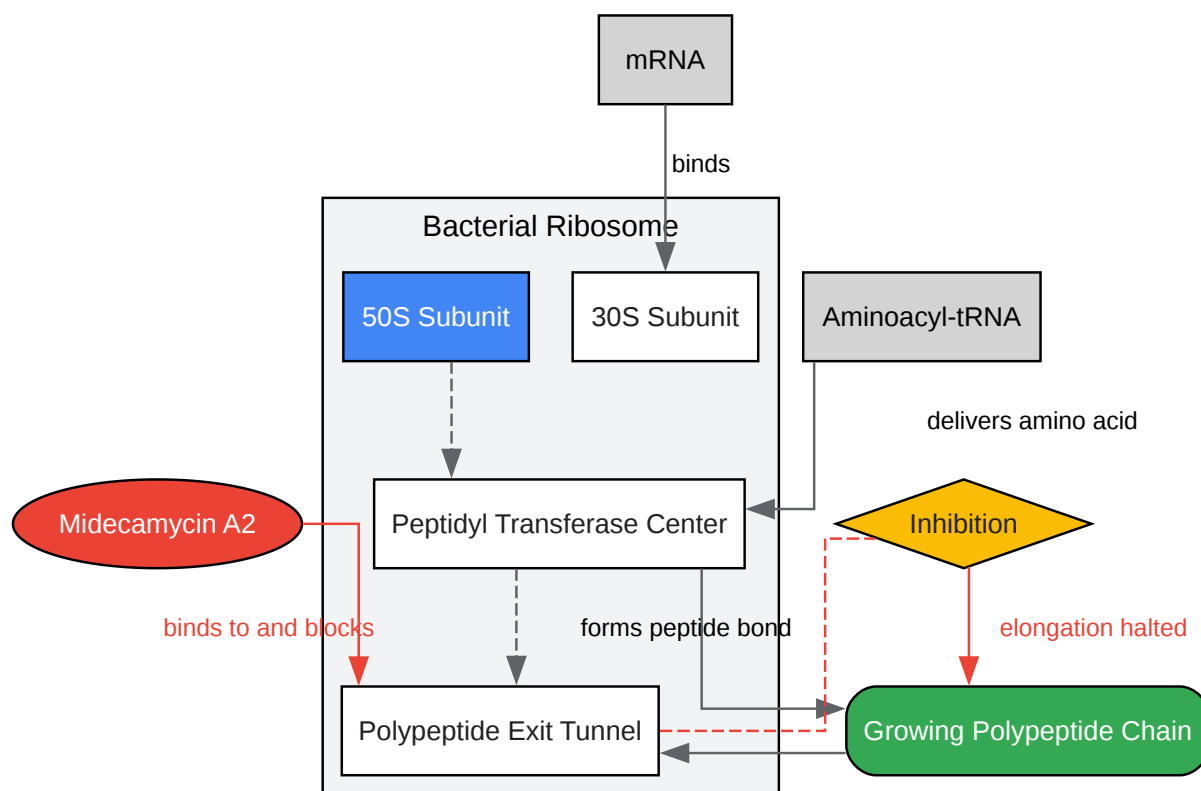 mRNA
binds
Bacterial Ribosome
50S Subunit
30S Subunit
Aminoacyl-tRNA
delivers amino acid
Midecamycin A2
Peptidyl Transferase Center
Inhibition
binds to and blocks
forms peptide bond
elongation halted
Polypeptide Exit Tunnel
Growing Polypeptide Chain